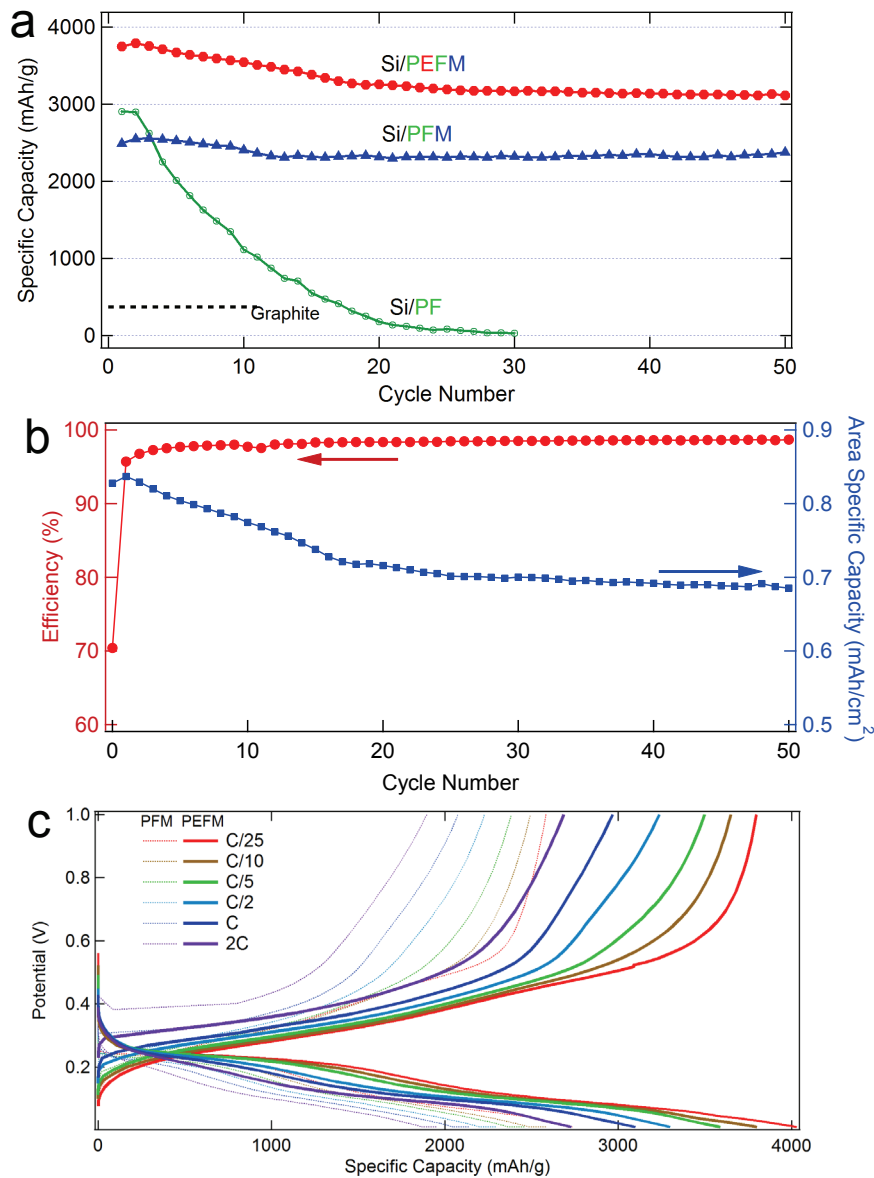 a
4000
3000
2000
1000
0
Specific Capacity (mAh/g)
Si/PEFM
Si/PFM
Si/PF
Graphite
0
10
20
30
40
50
Cycle Number
b
100
90
80
70
60
Efficiency (%)
0.9
0.8
0.7
0.6
0.5
Area Specific Capacity (mAh/cm²)
0
10
20
30
40
50
Cycle Number
c
1.0
0.8
0.6
0.4
0.2
Potential (V)
PFM PEFM
C/25
C/10
C/5
C/2
C
2C
0
1000
2000
3000
4000
Specific Capacity (mAh/g)